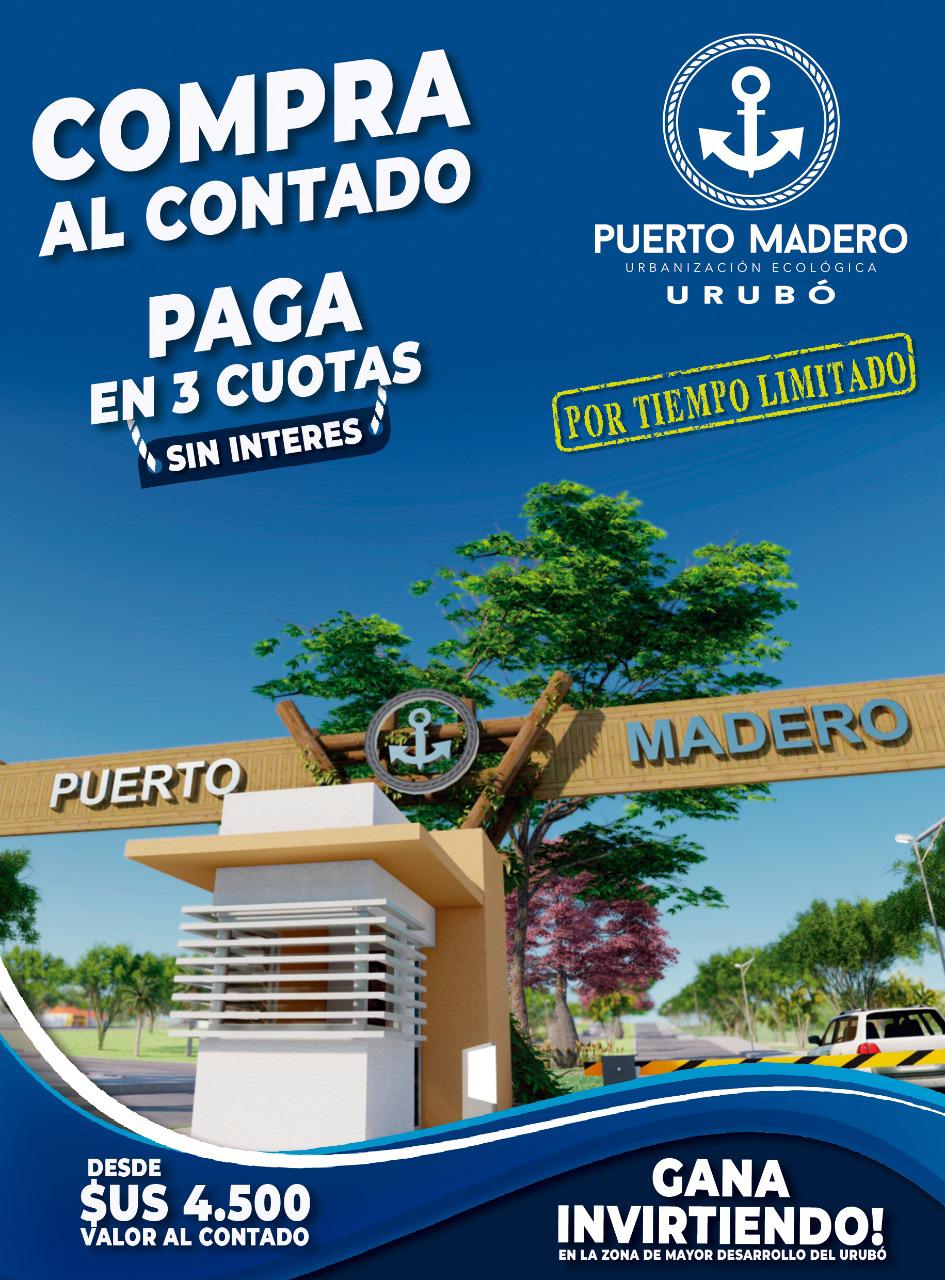 COMPRA
AL CONTADO
PAGA
EN 3 CUOTAS
SIN INTERES
PUERTO MADERO
URBANIZACIÓN ECOLÓGICA
URUBÓ
POR TIEMPO LIMITADO
PUERTO MADERO
DESDE
$US 4.500
VALOR AL CONTADO
GANA
INVIRTIENDO!
EN LA ZONA DE MAYOR DESARROLLO DEL URUBÓ